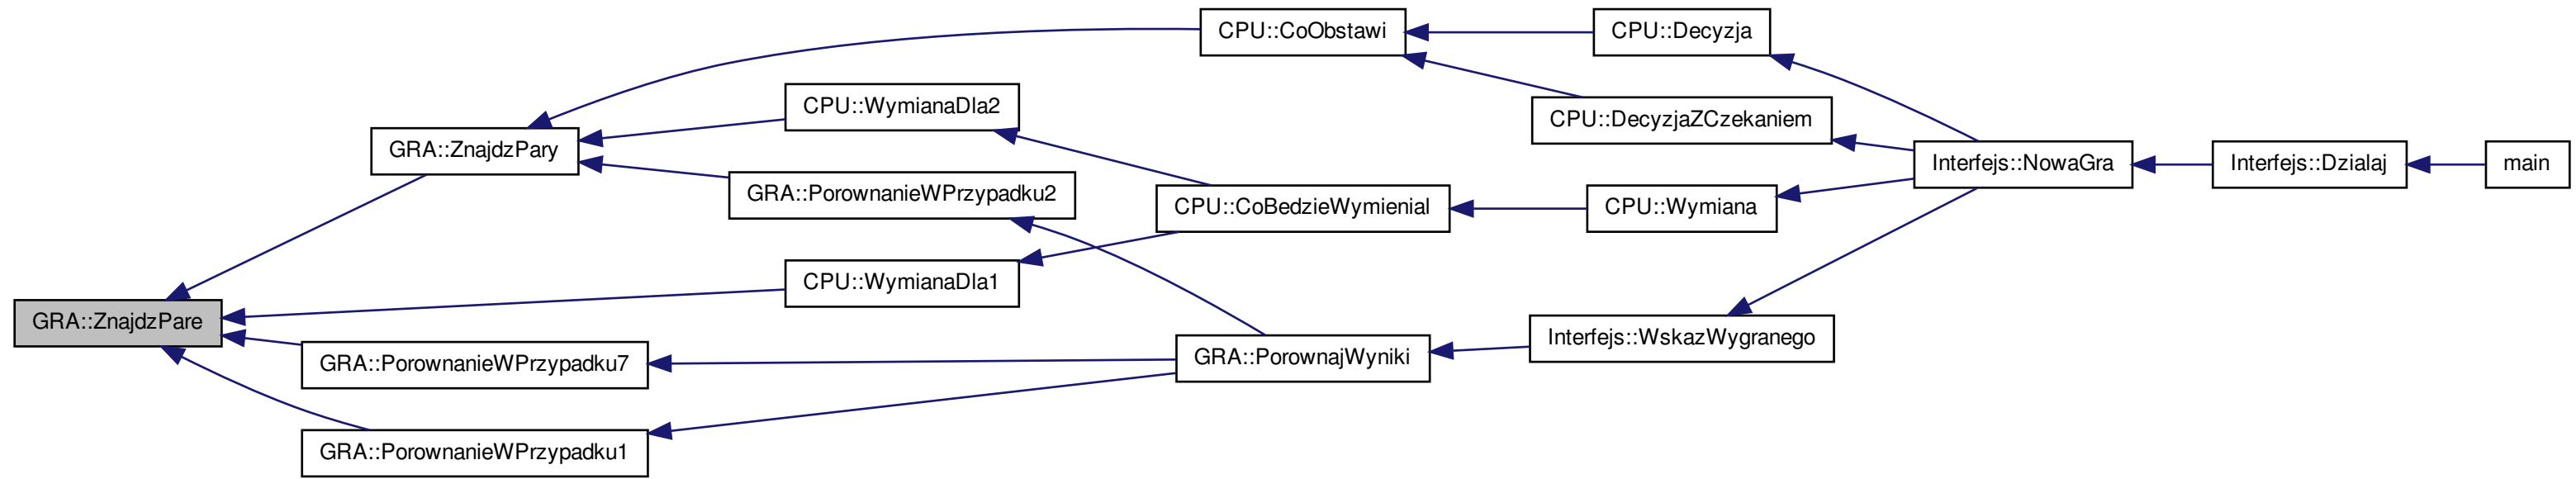 GRA::ZnajdzPare
GRA::ZnajdzPary
CPU::CoObstawi
CPU::Decyzja
CPU::DecyzjaZCzekaniem
CPU::WymianaDla2
GRA::PorownanieWPrzypadku2
CPU::WymianaDla1
GRA::PorownanieWPrzypadku7
GRA::PorownanieWPrzypadku1
CPU::CoBedzieWymienial
CPU::Wymiana
GRA::PorownajWyniki
Interfejs::WskazWygranego
Interfejs::NowaGra
Interfejs::Dzialaj
main